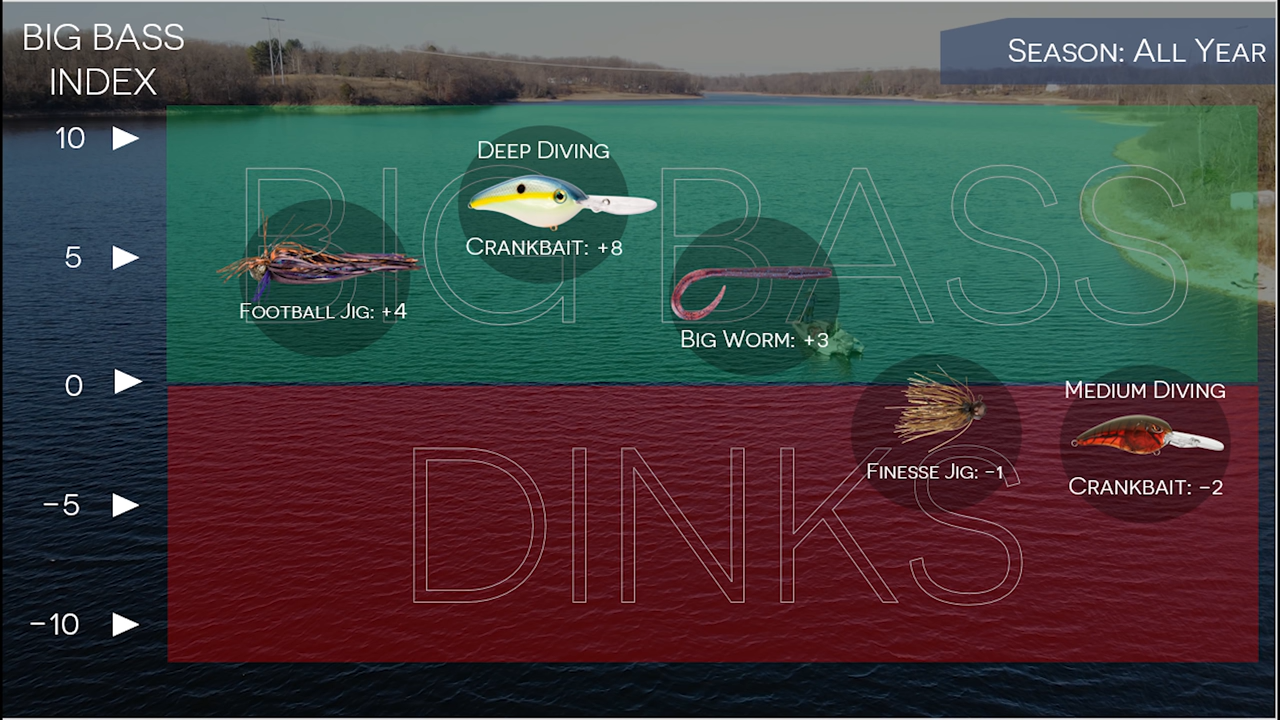 BIG BASS
INDEX
SEASON: ALL YEAR
10
5
0
-5
-10
BIG BASS
DINKS
DEEP DIVING
CRANKBAIT: +8
FOOTBALL JIG: +4
BIG WORM: +3
FINESSE JIG: -1
MEDIUM DIVING
CRANKBAIT: -2